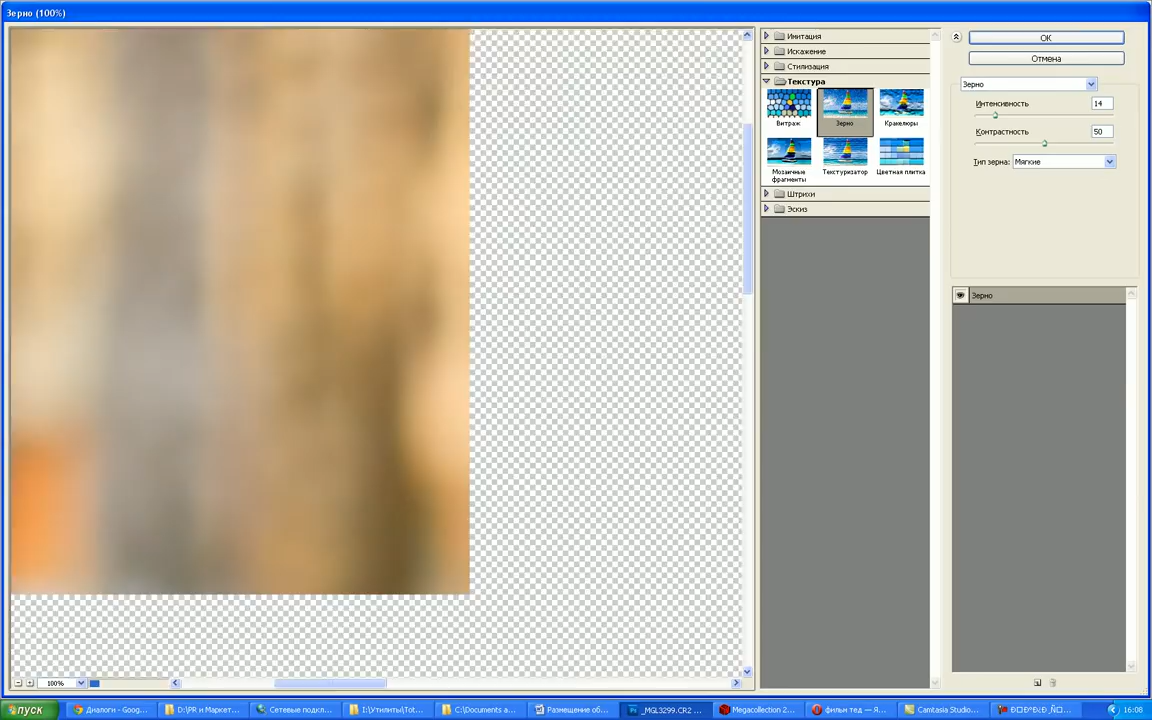 Зерно (100%)
Имитация
Искажение
Стилизация
Текстура
Витраж
Зерно
Кракелюры
Мозаичные фрагменты
Текстуризатор
Цветная плитка
Штрихи
Эскиз
OK
Отмена
Зерно
Интенсивность 14
Контрастность 50
Тип зерна: Мягкие
Зерно
100%
пуск
Диалоги - Goog...
D:\PR и Маркет...
Сетевые подкл...
I:\Утилиты\Tot...
C:\Documents a...
Размещение об...
_MGL3299.CR2 ...
Megacollection 2...
фильм тед — Я...
Camtasia Studio...
16:08